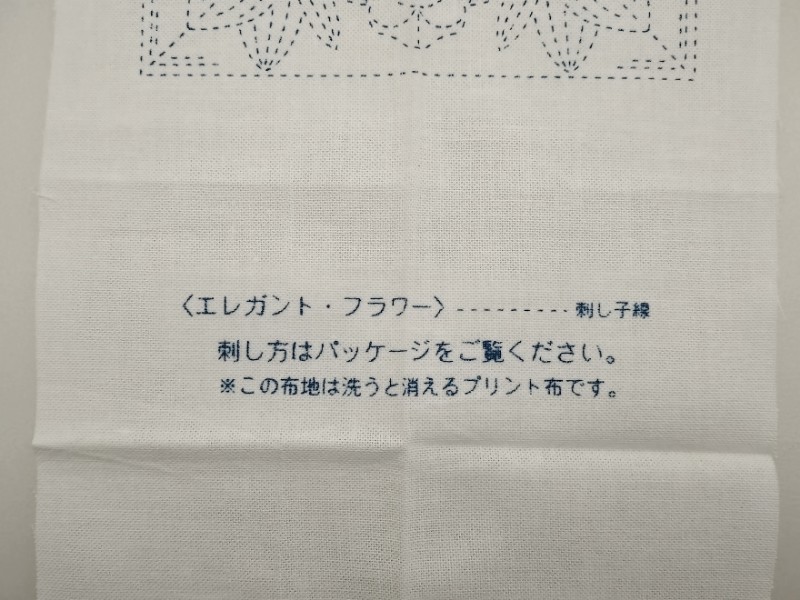 〈エレガント・フラワー〉---------刺し子線
刺し方はパッケージをご覧ください。
※この布地は洗うと消えるプリント布です。